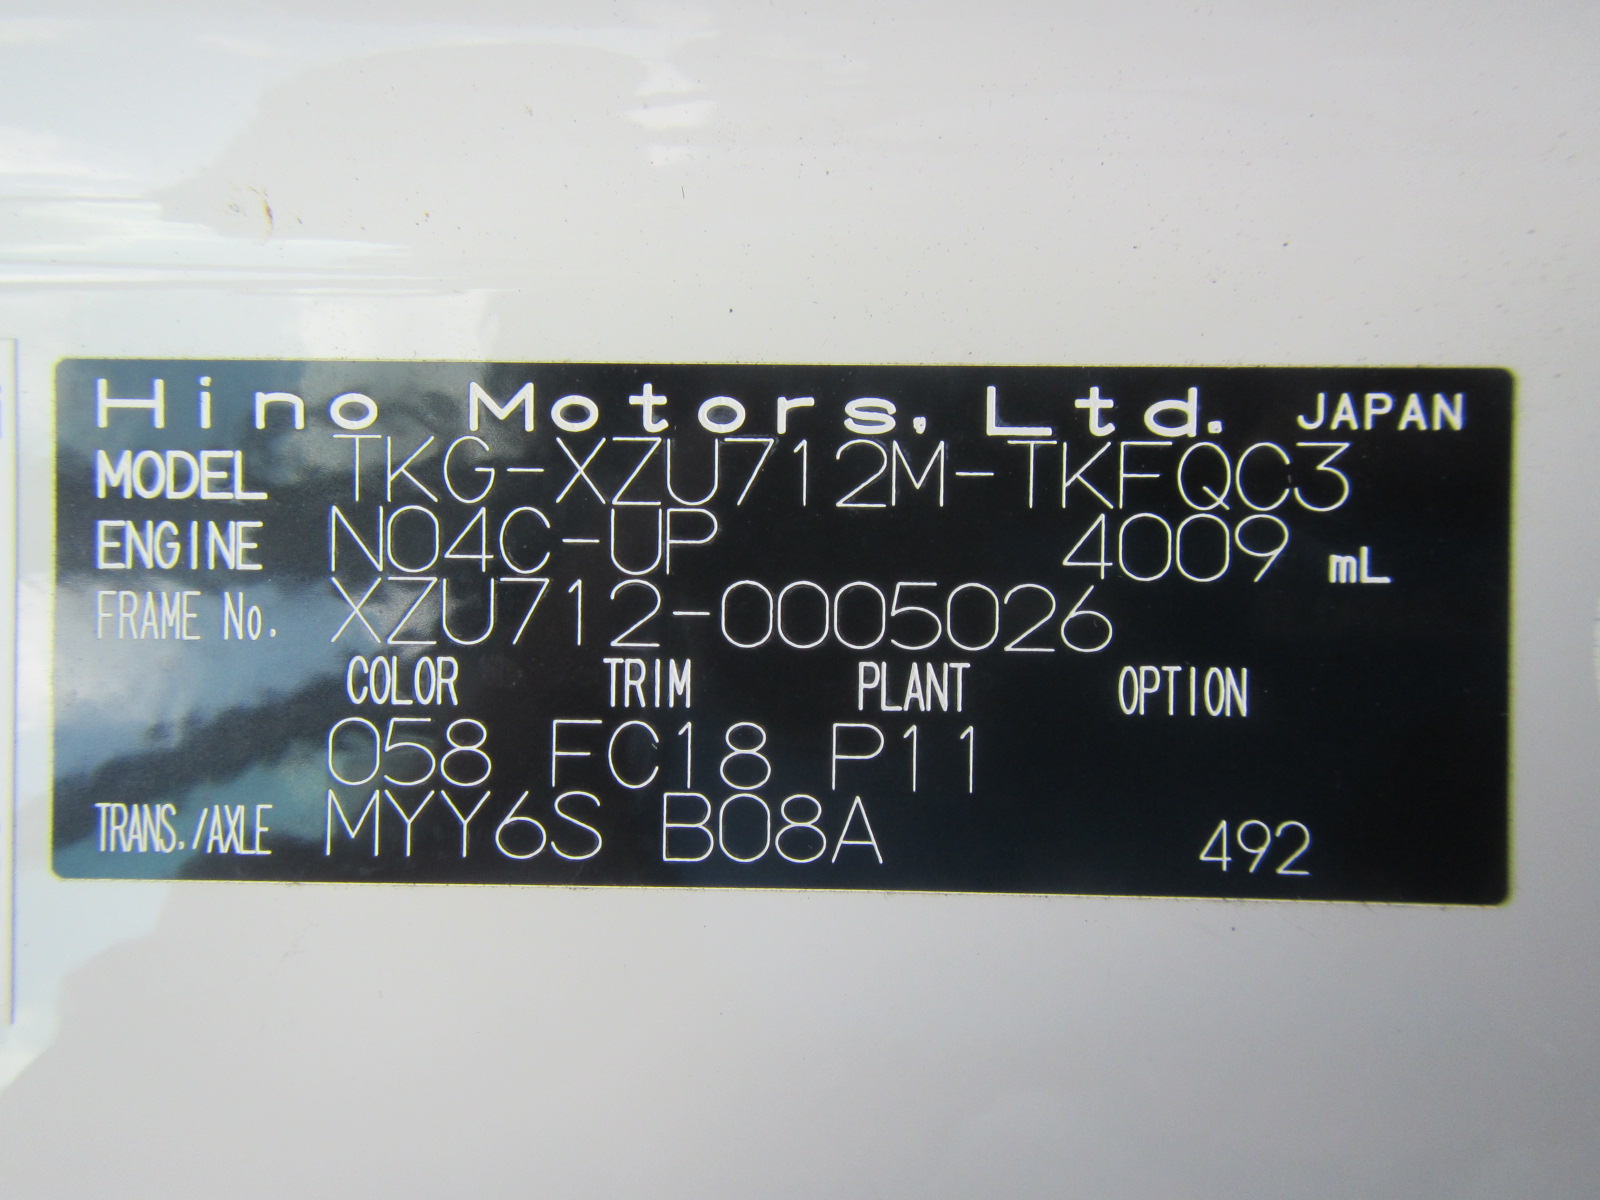 Hino Motors, Ltd. JAPAN
MODEL TKG-XZU712M-TKFQC3
ENGINE N04C-UP 4009 mL
FRAME No. XZU712-0005026
COLOR TRIM PLANT OPTION
058 FC18 P11
TRANS./AXLE MYY6S B08A 492